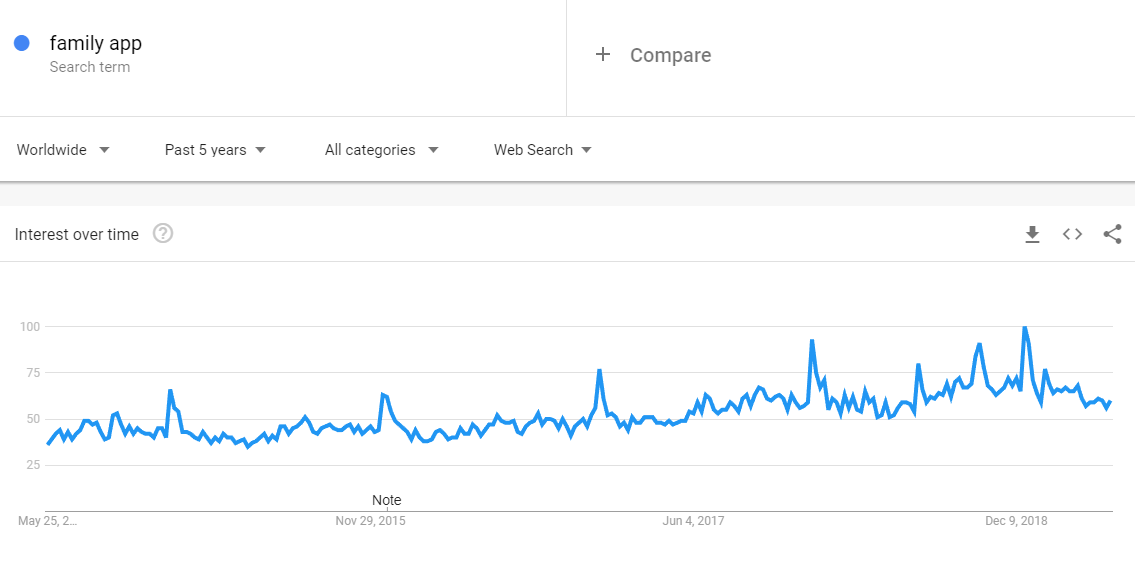 family app
Search term
+ Compare
Worldwide
Past 5 years
All categories
Web Search
Interest over time ?
100
75
50
25
Note
May 25, 2...
Nov 29, 2015
Jun 4, 2017
Dec 9, 2018